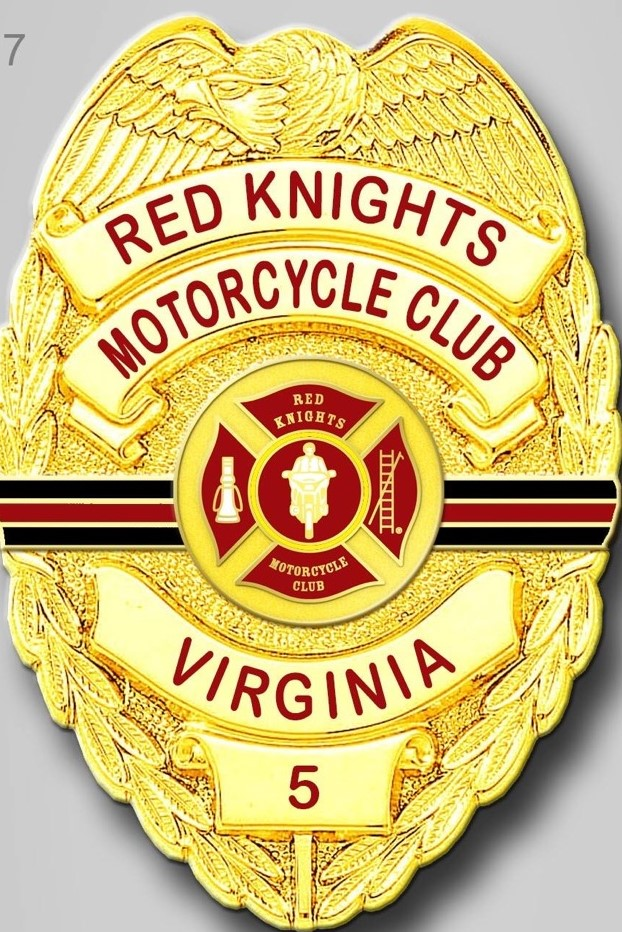 7
RED KNIGHTS
MOTORCYCLE CLUB
RED
KNIGHTS
MOTORCYCLE
CLUB
VIRGINIA
5